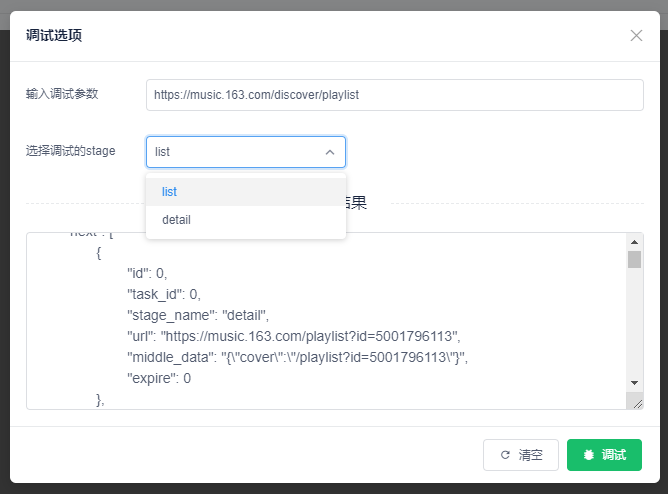 调试选项
输入调试参数
https://music.163.com/discover/playlist
选择调试的stage
list
list
detail
结果
"next": [
{
"id": 0,
"task_id": 0,
"stage_name": "detail",
"url": "https://music.163.com/playlist?id=5001796113",
"middle_data": "{\"cover\":\"/playlist?id=5001796113\"}",
"expire": 0
},
清空
调试